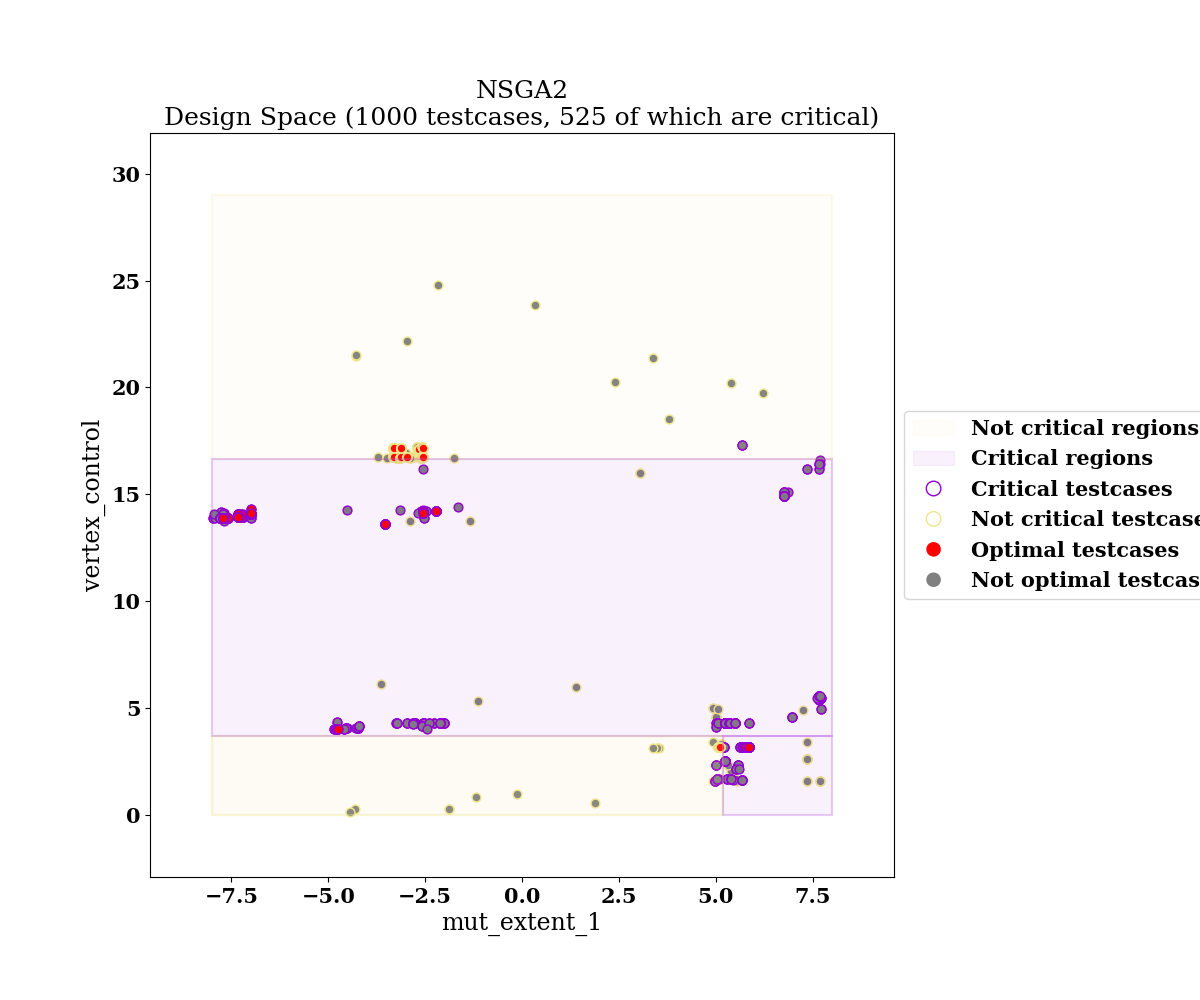 NSGA2
Design Space (1000 testcases, 525 of which are critical)
30
25
20
15
10
5
0
vertex_control
−7.5
−5.0
−2.5
0.0
2.5
5.0
7.5
mut_extent_1
Not critical regions
Critical regions
Critical testcases
Not critical testcase
Optimal testcases
Not optimal testcas